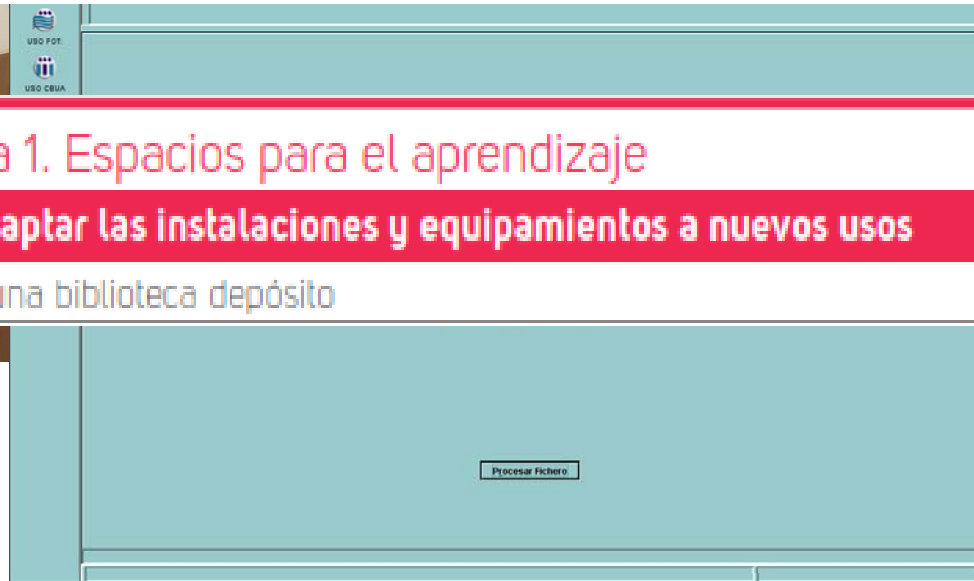 USO FOT.
USO CBUA
a 1. Espacios para el aprendizaje
aptar las instalaciones y equipamientos a nuevos usos
una biblioteca depósito
Procesar Fichero